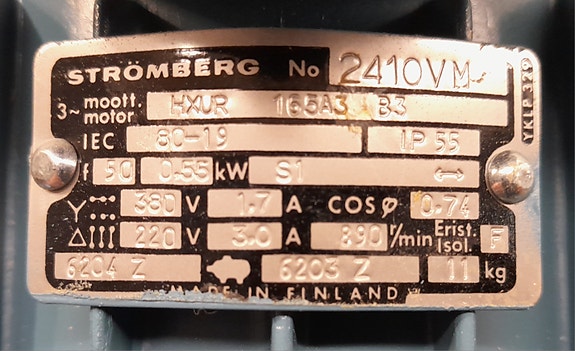 STRÖMBERG No 2410VM
3~ moott. motor HXUR 165A3 B3
IEC 80-19 IP 55
f 50 0.55 kW S1 ↔
Y 380 V 1.7 A COS φ 0.74
Δ 220 V 3.0 A 890 r/min Erist. Isol. F
6204 Z 6203 Z 11 kg
MADE IN FINLAND
YKLP 329